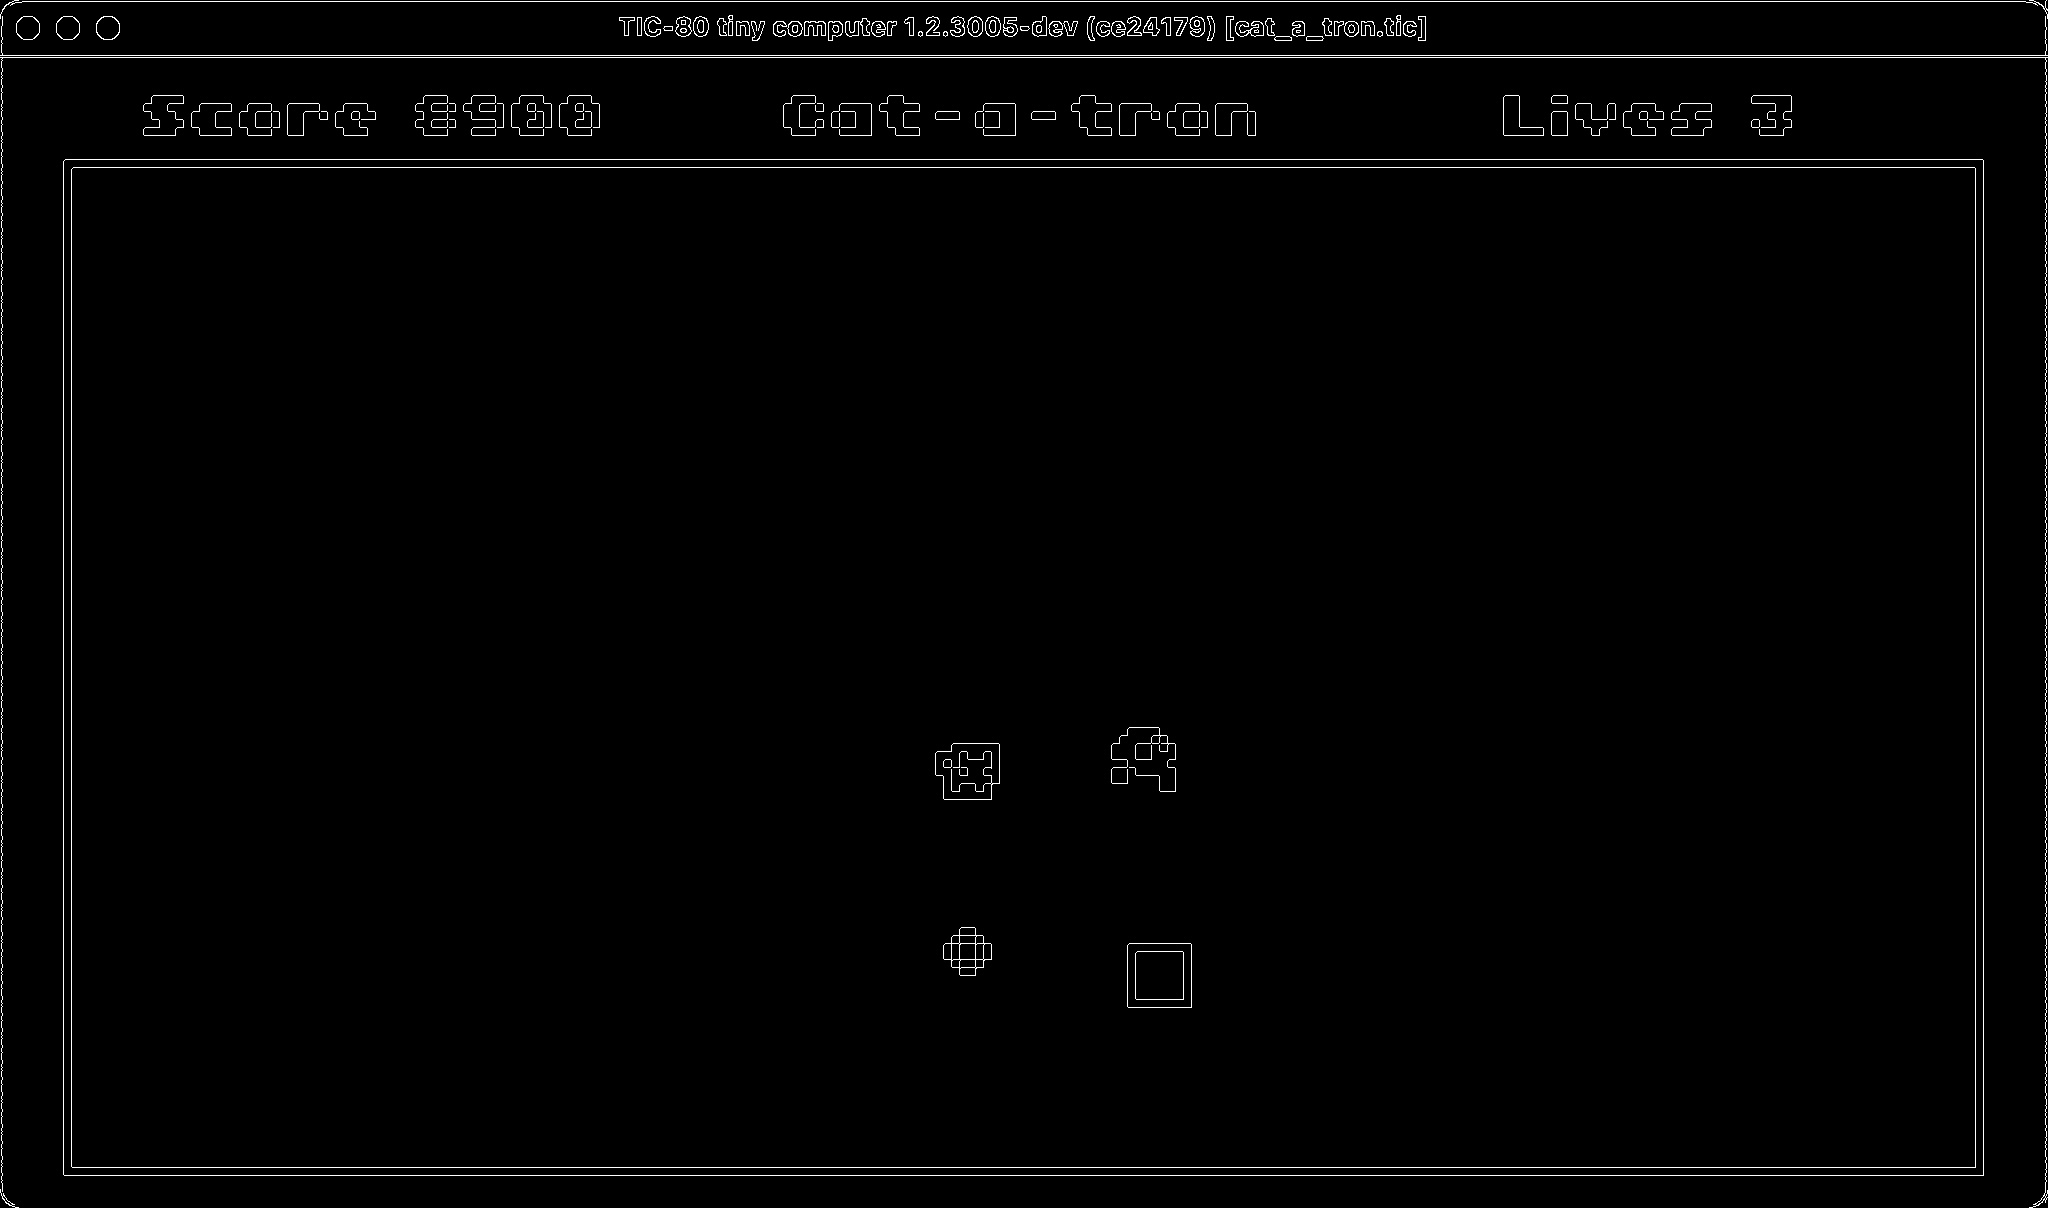 TIC-80 tiny computer 1.2.3005-dev (ce24179) [cat_a_tron.tic]
Score 8900 Cat-a-tron Lives 3